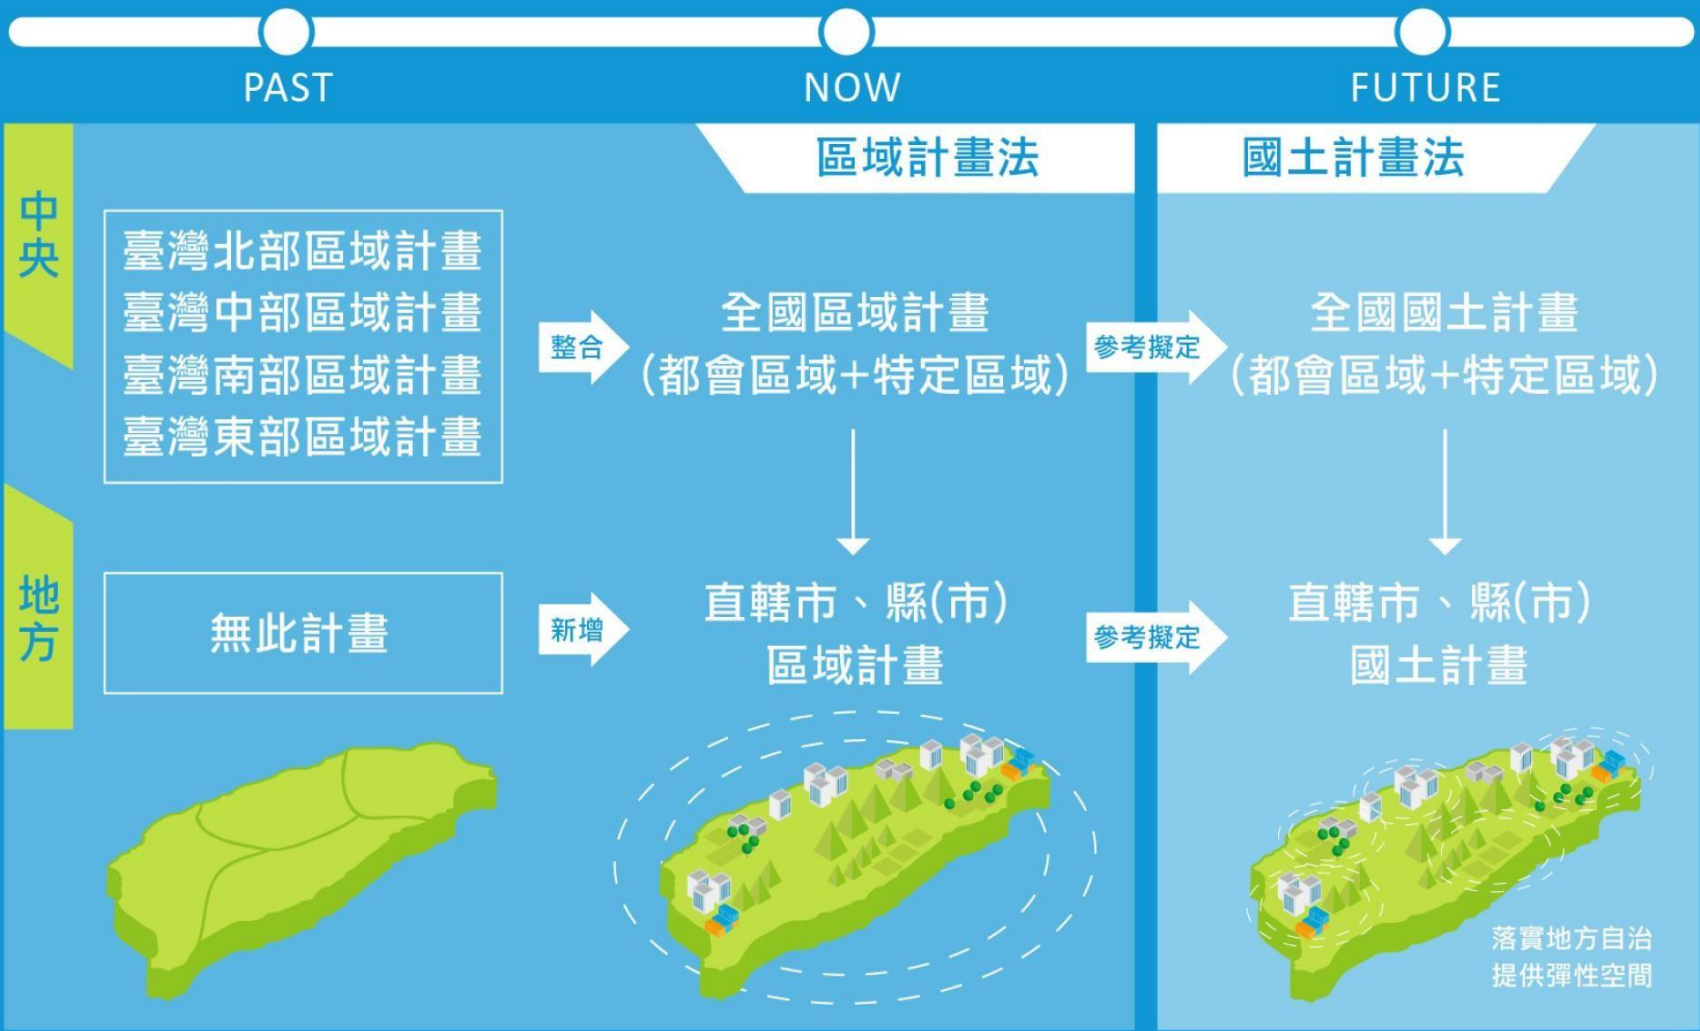 PAST
NOW
FUTURE
區域計畫法
國土計畫法
中央
臺灣北部區域計畫
臺灣中部區域計畫
臺灣南部區域計畫
臺灣東部區域計畫
整合
全國區域計畫
(都會區域+特定區域)
參考擬定
全國國土計畫
(都會區域+特定區域)
地方
無此計畫
新增
直轄市、縣(市)
區域計畫
參考擬定
直轄市、縣(市)
國土計畫
落實地方自治
提供彈性空間